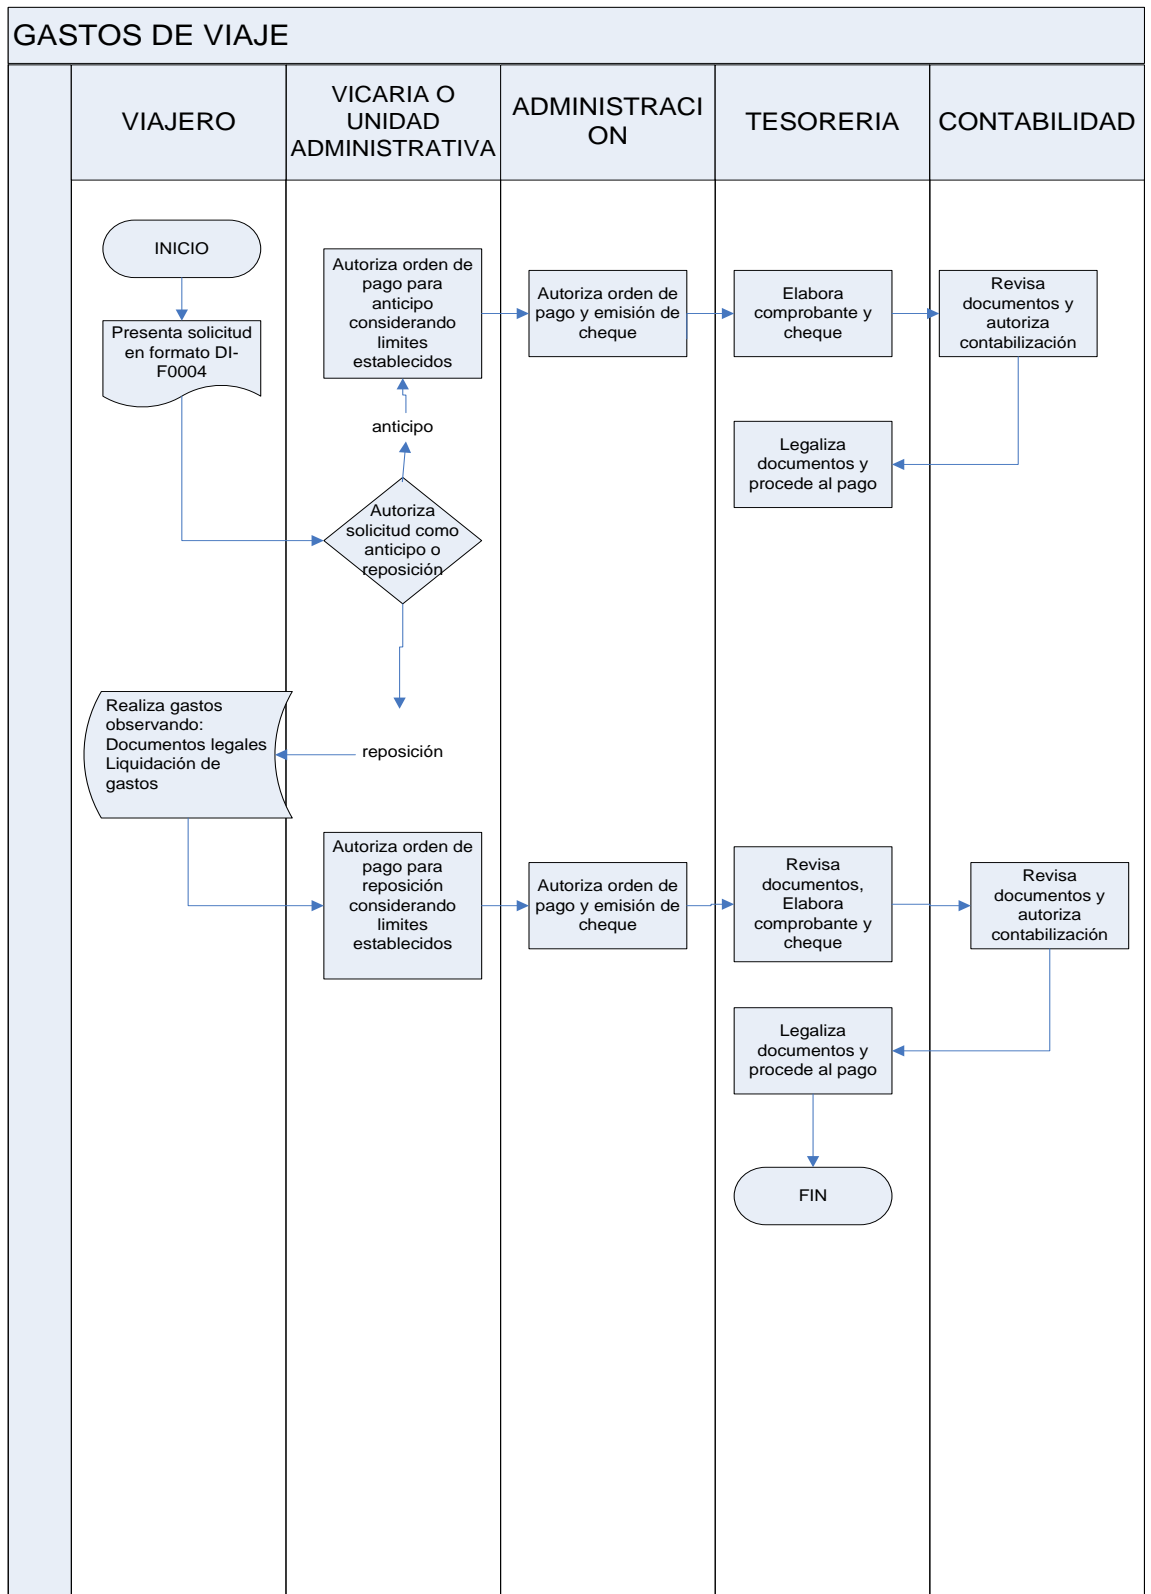 GASTOS DE VIAJE
VIAJERO
VICARIA O
UNIDAD
ADMINISTRATIVA
ADMINISTRACI
ON
TESORERIA
CONTABILIDAD
INICIO
Presenta solicitud
en formato DI-
F0004
Autoriza orden de
pago para
anticipo
considerando
limites
establecidos
Autoriza orden de
pago y emisión de
cheque
Elabora
comprobante y
cheque
Revisa
documentos y
autoriza
contabilización
anticipo
Legaliza
documentos y
procede al pago
Autoriza
solicitud como
anticipo o
reposición
Realiza gastos
observando:
Documentos legales
Liquidación de
gastos
reposición
Autoriza orden de
pago para
reposición
considerando
limites
establecidos
Autoriza orden de
pago y emisión de
cheque
Revisa
documentos,
Elabora
comprobante y
cheque
Revisa
documentos y
autoriza
contabilización
Legaliza
documentos y
procede al pago
FIN